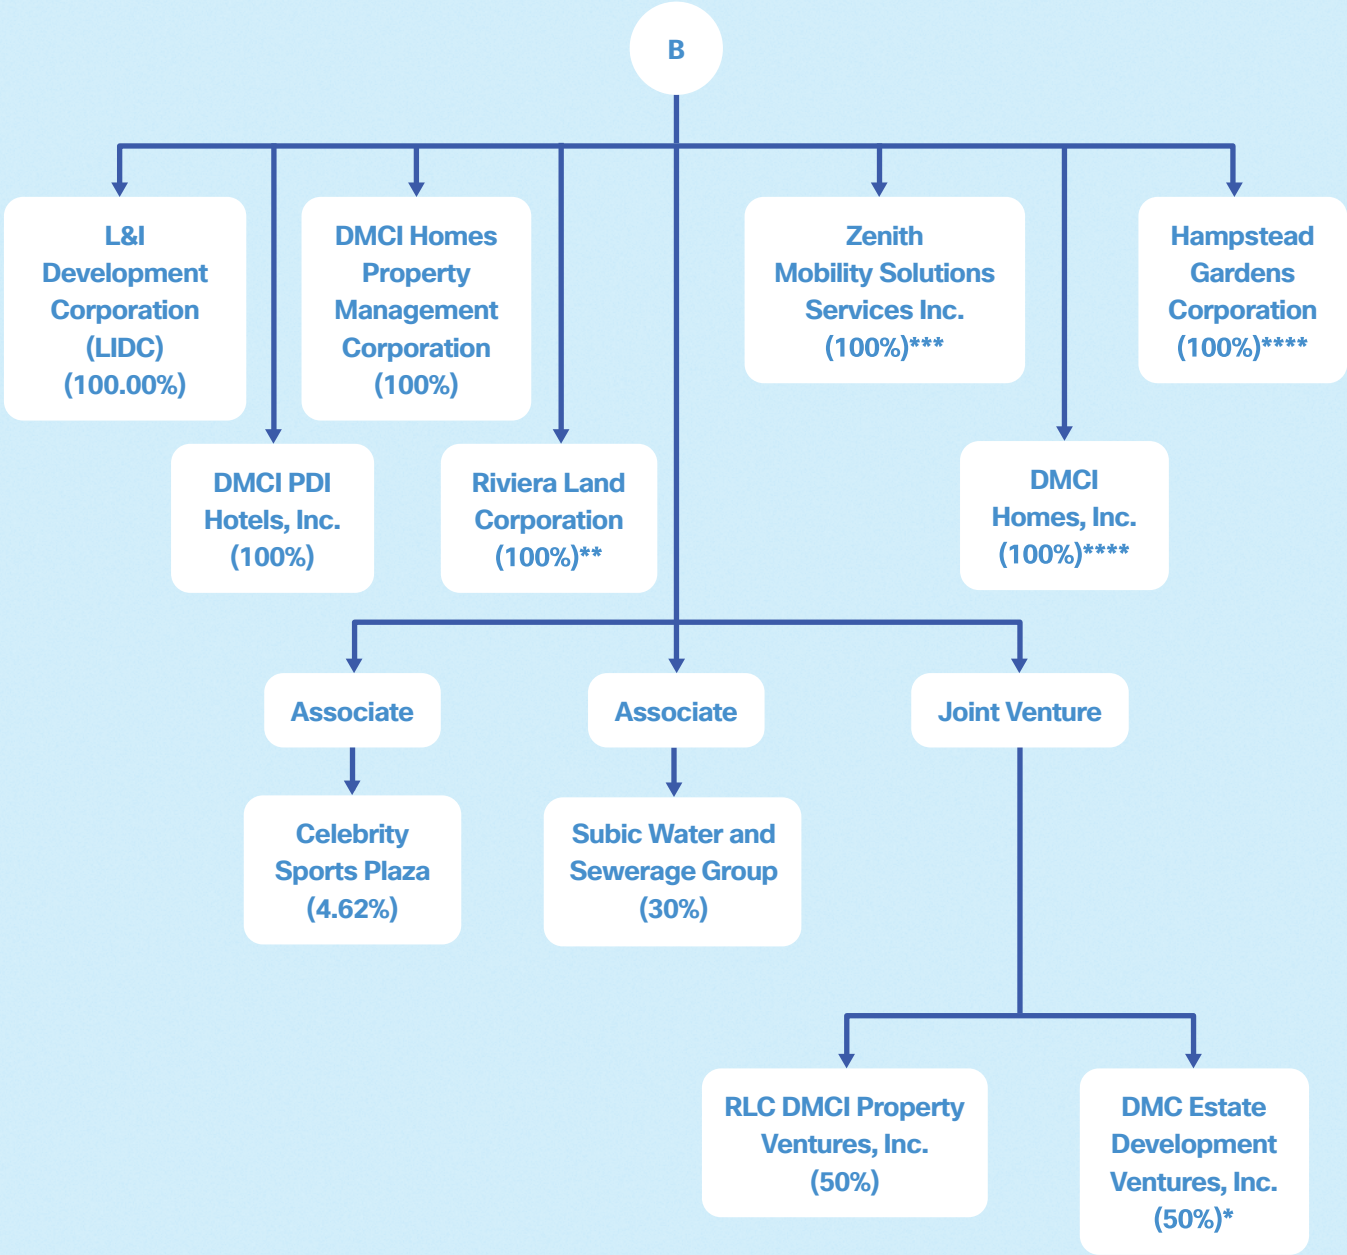 B
L&I
Development
Corporation
(LIDC)
(100.00%)
DMCI Homes
Property
Management
Corporation
(100%)
Zenith
Mobility Solutions
Services Inc.
(100%)***
Hampstead
Gardens
Corporation
(100%)****
DMCI PDI
Hotels, Inc.
(100%)
Riviera Land
Corporation
(100%)**
DMCI
Homes, Inc.
(100%)****
Associate
Associate
Joint Venture
Celebrity
Sports Plaza
(4.62%)
Subic Water and
Sewerage Group
(30%)
RLC DMCI Property
Ventures, Inc.
(50%)
DMC Estate
Development
Ventures, Inc.
(50%)*